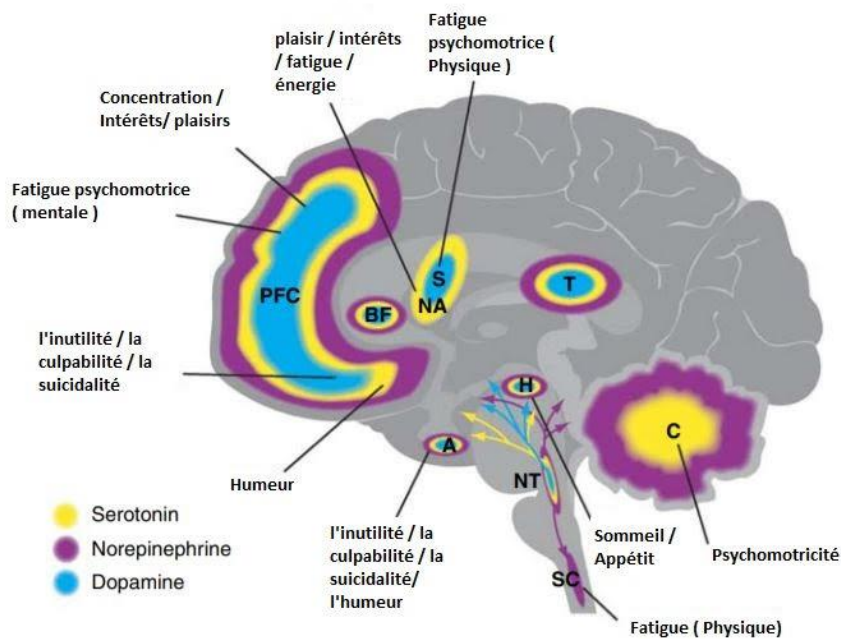 Fatigue
psychomotrice (
Physique )
plaisir / intérêts
/ fatigue /
énergie
Concentration /
Intérêts/ plaisirs
Fatigue psychomotrice
( mentale )
PFC
BF
S
NA
T
l'inutilité / la
culpabilité / la
suicidalité
H
A
C
NT
Humeur
Serotonin
Norepinephrine
Dopamine
l'inutilité / la
culpabilité / la
suicidalité/
l'humeur
Sommeil /
Appétit
Psychomotricité
SC
Fatigue ( Physique)